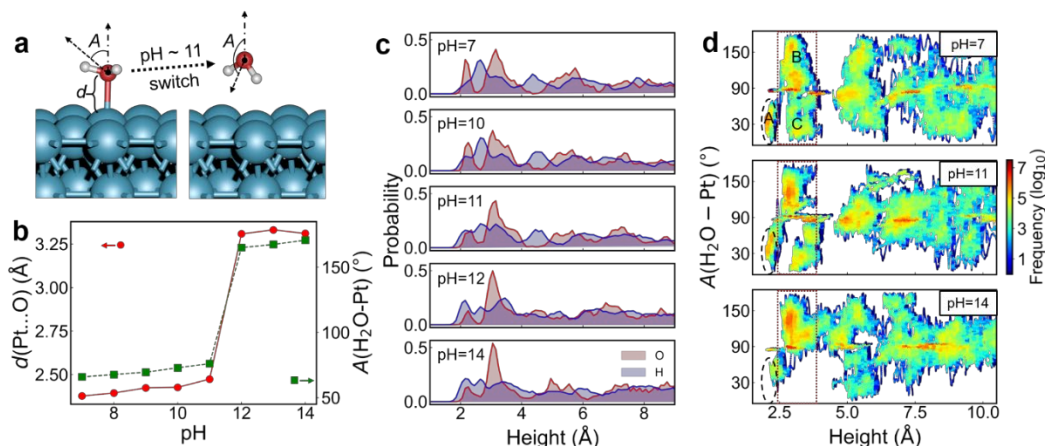 a
A
d
pH ~ 11
switch
A
b
d(Pt...O) (Å)
3.25
3.00
2.75
2.50
8
10
12
14
pH
A(H₂O-Pt) (°)
150
100
50
c
Probability
0.5
0.0
pH=7
0.5
0.0
pH=10
0.5
0.0
pH=11
0.5
0.0
pH=12
0.5
0.0
pH=14
O
H
2
4
6
8
Height (Å)
d
A(H₂O – Pt) (°)
150
90
30
A
B
C
pH=7
150
90
30
pH=11
150
90
30
pH=14
2.5
5.0
7.5
10.0
Height (Å)
7
5
3
1
Frequency (log₁₀)